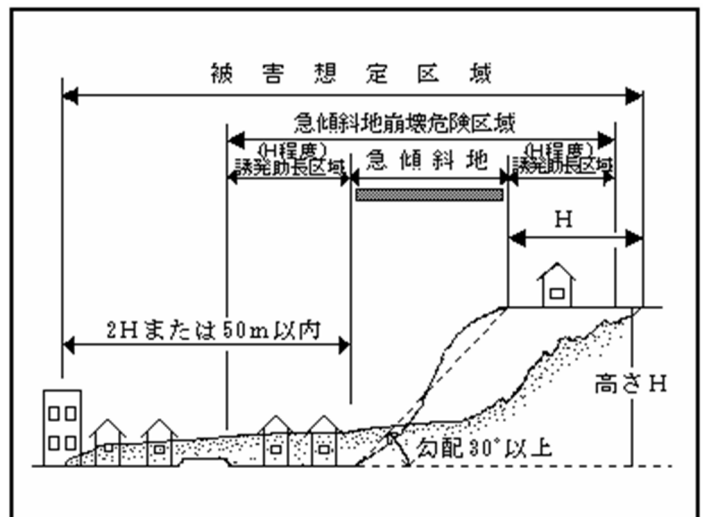 被害想定区域
急傾斜地崩壊危険区域
(H程度)
誘発助長区域
急傾斜地
(H程度)
誘発助長区域
H
2Hまたは50m以内
高さH
勾配30°以上